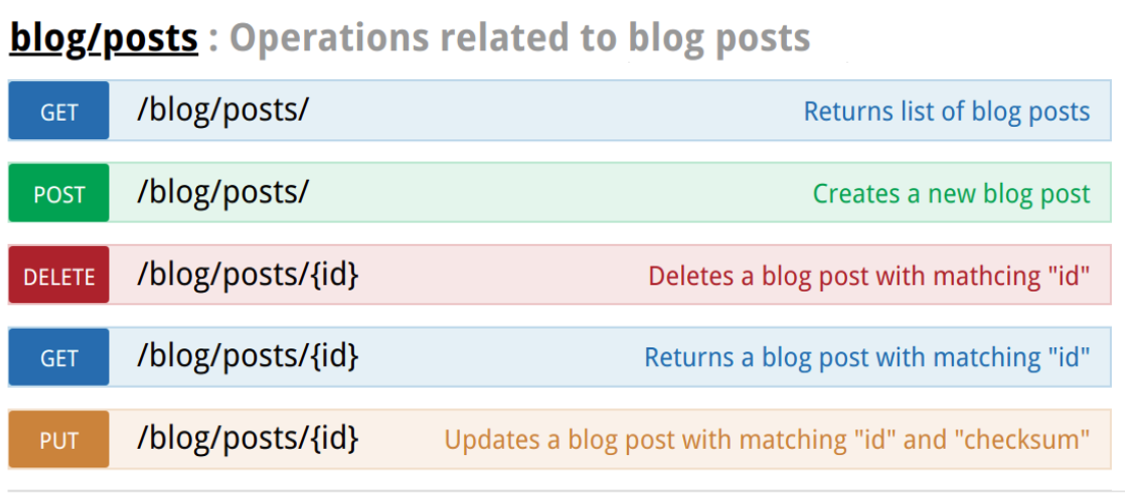 blog/posts : Operations related to blog posts
GET /blog/posts/ Returns list of blog posts
POST /blog/posts/ Creates a new blog post
DELETE /blog/posts/{id} Deletes a blog post with mathcing "id"
GET /blog/posts/{id} Returns a blog post with matching "id"
PUT /blog/posts/{id} Updates a blog post with matching "id" and "checksum"